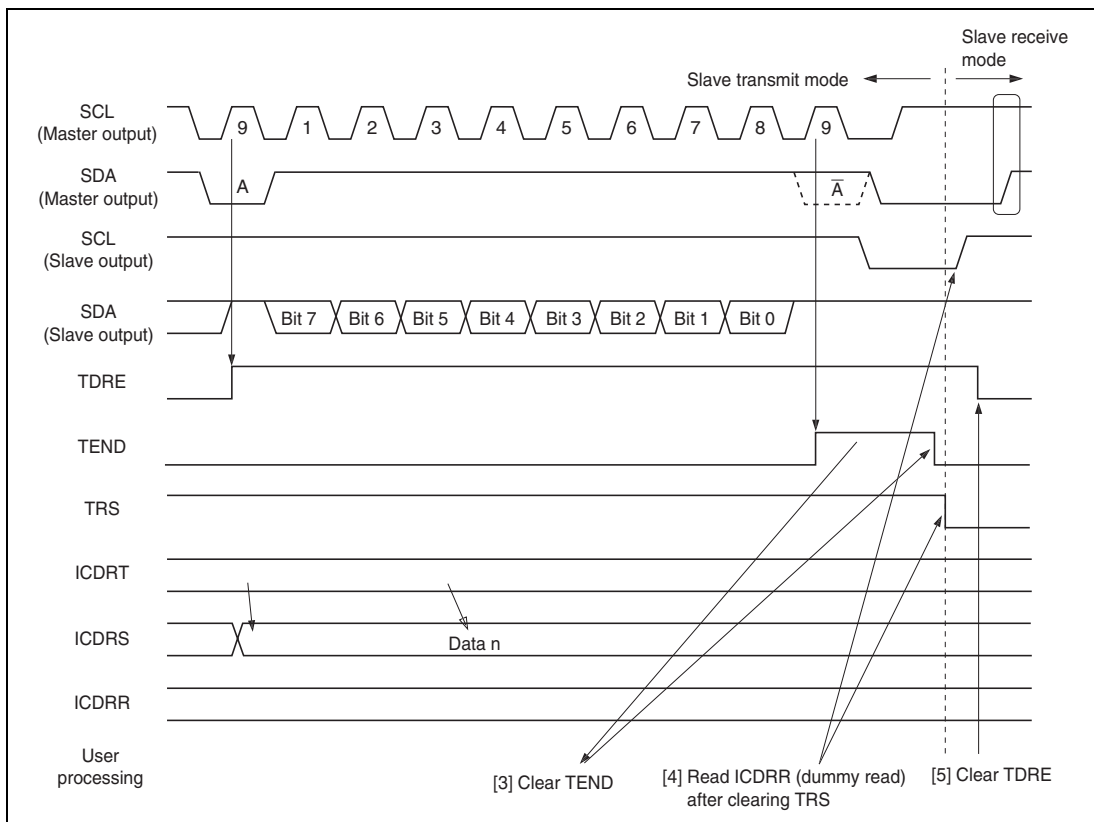 Slave receive
mode
Slave transmit mode
SCL
(Master output)
9 1 2 3 4 5 6 7 8 9
SDA
(Master output)
A A̅
SCL
(Slave output)
SDA
(Slave output)
Bit 7 Bit 6 Bit 5 Bit 4 Bit 3 Bit 2 Bit 1 Bit 0
TDRE
TEND
TRS
ICDRT
ICDRS
Data n
ICDRR
User
processing
[3] Clear TEND
[4] Read ICDRR (dummy read)
after clearing TRS
[5] Clear TDRE